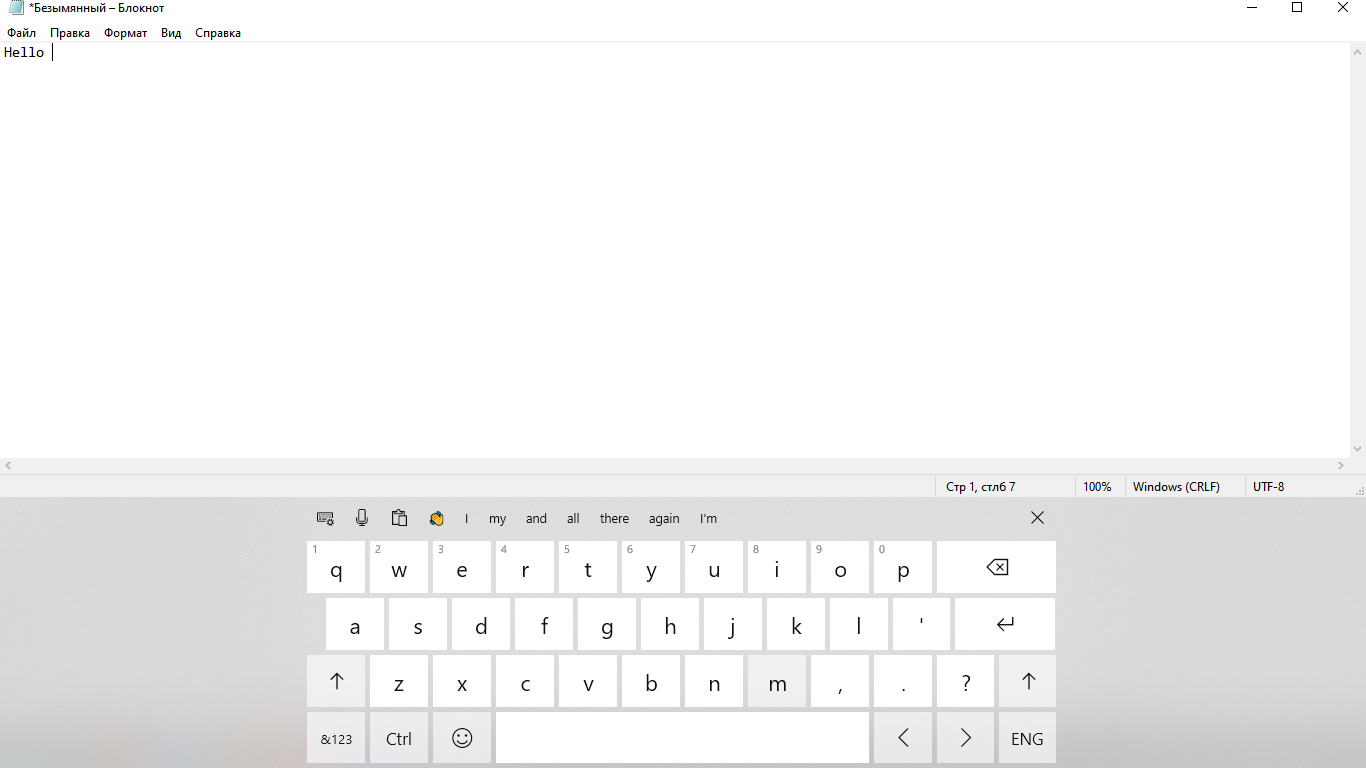 *Безымянный – Блокнот
Файл Правка Формат Вид Справка
Hello
Стр 1, стлб 7 100% Windows (CRLF) UTF-8
I my and all there again I'm
1 2 3 4 5 6 7 8 9 0
q w e r t y u i o p
a s d f g h j k l '
z x c v b n m , . ?
&123 Ctrl ENG